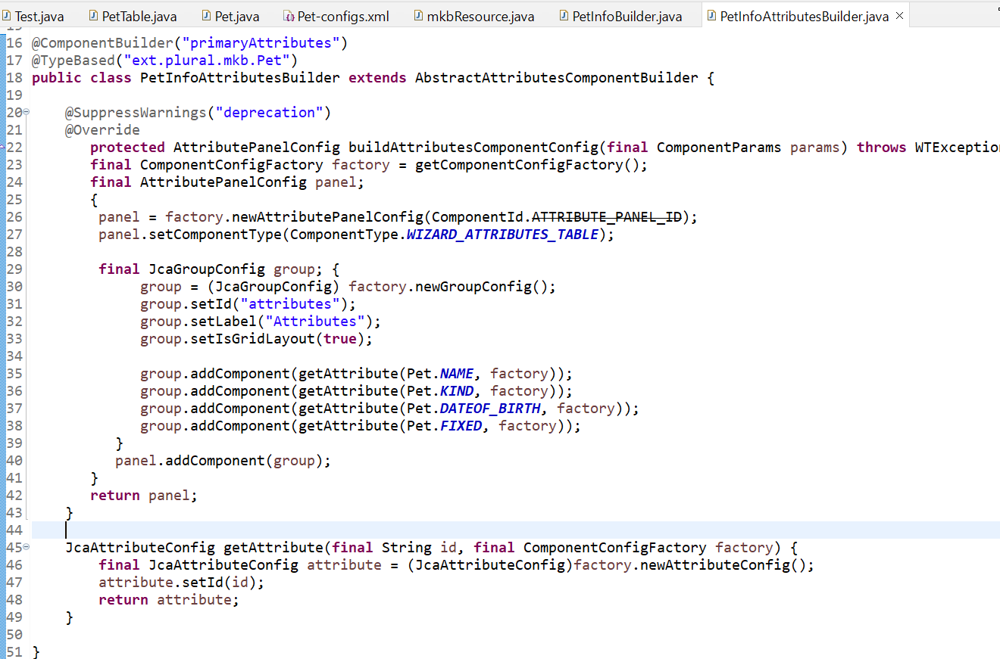 Test.java PetTable.java Pet.java Pet-configs.xml mkbResource.java PetInfoBuilder.java PetInfoAttributesBuilder.java
16 @ComponentBuilder("primaryAttributes")
17 @TypeBased("ext.plural.mkb.Pet")
18 public class PetInfoAttributesBuilder extends AbstractAttributesComponentBuilder {
19
20 @SuppressWarnings("deprecation")
21 @Override
22 protected AttributePanelConfig buildAttributesComponentConfig(final ComponentParams params) throws WTExceptio
23 final ComponentConfigFactory factory = getComponentConfigFactory();
24 final AttributePanelConfig panel;
25 {
26 panel = factory.newAttributePanelConfig(ComponentId.ATTRIBUTE_PANEL_ID);
27 panel.setComponentType(ComponentType.WIZARD_ATTRIBUTES_TABLE);
28
29 final JcaGroupConfig group; {
30 group = (JcaGroupConfig) factory.newGroupConfig();
31 group.setId("attributes");
32 group.setLabel("Attributes");
33 group.setIsGridLayout(true);
34
35 group.addComponent(getAttribute(Pet.NAME, factory));
36 group.addComponent(getAttribute(Pet.KIND, factory));
37 group.addComponent(getAttribute(Pet.DATEOF_BIRTH, factory));
38 group.addComponent(getAttribute(Pet.FIXED, factory));
39 }
40 panel.addComponent(group);
41 }
42 return panel;
43 }
44
45 JcaAttributeConfig getAttribute(final String id, final ComponentConfigFactory factory) {
46 final JcaAttributeConfig attribute = (JcaAttributeConfig)factory.newAttributeConfig();
47 attribute.setId(id);
48 return attribute;
49 }
50
51 }